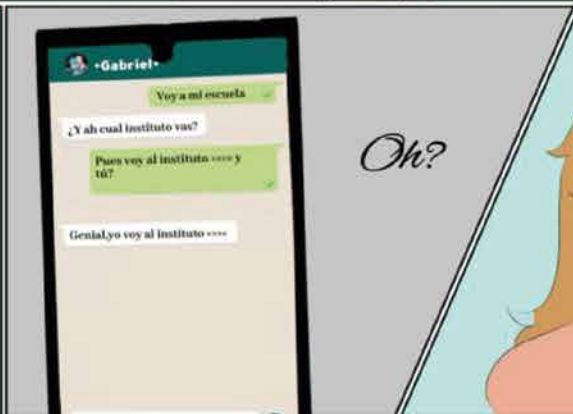 •Gabriel•
Voy a mi escuela
¿Y ah cual instituto vas?
Pues voy al instituto **** y
tú?
Genial,yo voy al instituto ****
Oh?